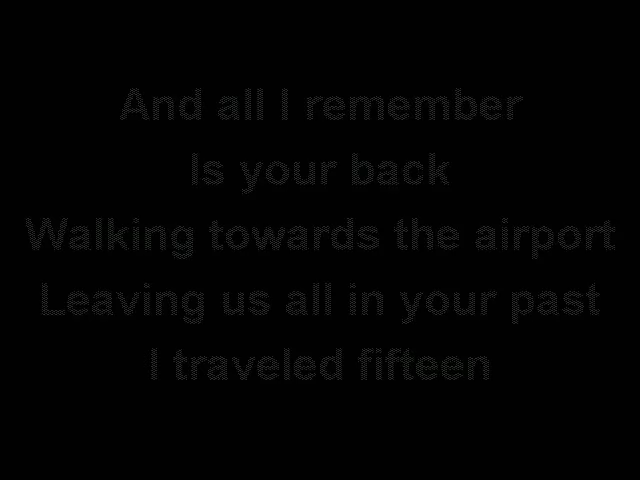 And all I remember
Is your back
Walking towards the airport
Leaving us all in your past
I traveled fifteen